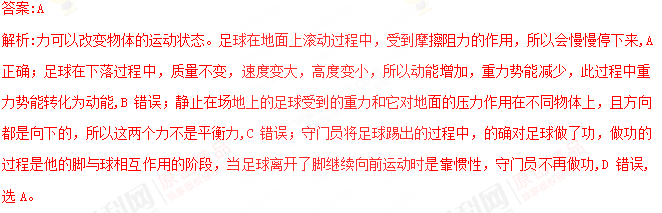 答案:A
解析:力可以改变物体的运动状态。足球在地面上滚动过程中，受到摩擦阻力的作用，所以会慢慢停下来,A
正确；足球在下落过程中，质量不变，速度变大，高度变小，所以动能增加，重力势能减少，此过程中重
力势能转化为动能,B 错误；静止在场地上的足球受到的重力和它对地面的压力作用在不同物体上，且方向
都是向下的，所以这两个力不是平衡力,C 错误；守门员将足球踢出的过程中，的确对足球做了功，做功的
过程是他的脚与球相互作用的阶段，当足球离开了脚继续向前运动时是靠惯性，守门员不再做功,D 错误,
选 A。